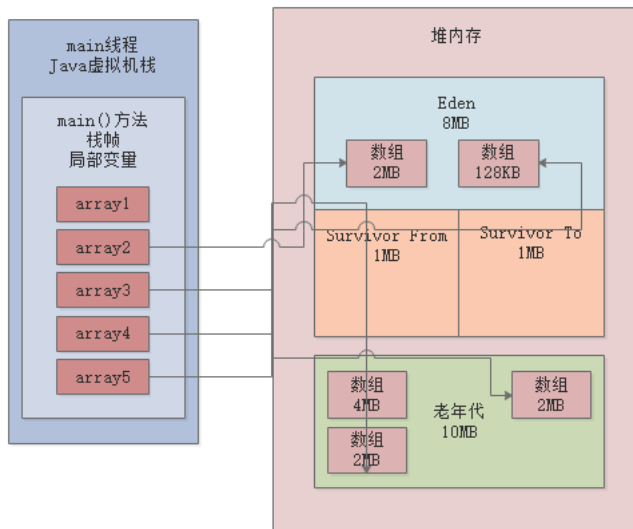 main线程
Java虚拟机栈
main()方法
栈帧
局部变量
array1
array2
array3
array4
array5
堆内存
Eden
8MB
数组
2MB
数组
128KB
Survivor From
1MB
Survivor To
1MB
数组
4MB
数组
2MB
老年代
10MB
数组
2MB